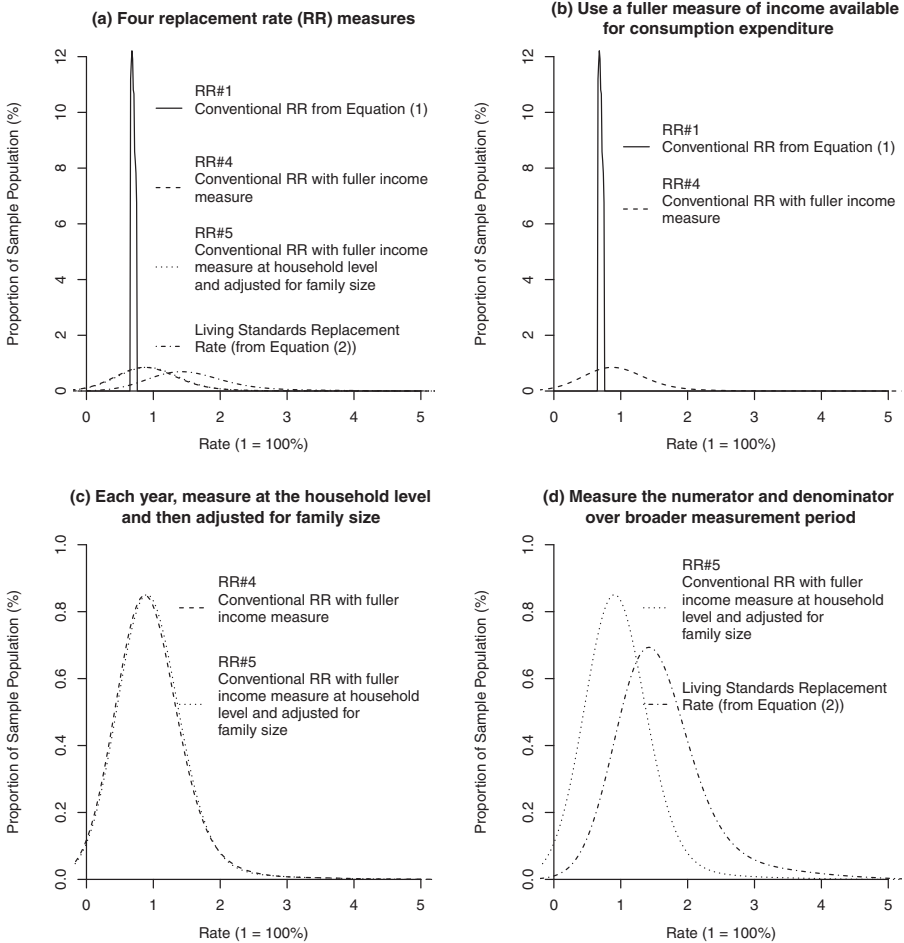 (a) Four replacement rate (RR) measures
Proportion of Sample Population (%)
12
10
8
6
4
2
0
RR#1
Conventional RR from Equation (1)
RR#4
Conventional RR with fuller income
measure
RR#5
Conventional RR with fuller income
measure at household level
and adjusted for family size
Living Standards Replacement
Rate (from Equation (2))
0 1 2 3 4 5
Rate (1 = 100%)
(b) Use a fuller measure of income available
for consumption expenditure
Proportion of Sample Population (%)
12
10
8
6
4
2
0
RR#1
Conventional RR from Equation (1)
RR#4
Conventional RR with fuller income
measure
0 1 2 3 4 5
Rate (1 = 100%)
(c) Each year, measure at the household level
and then adjusted for family size
Proportion of Sample Population (%)
1.0
0.8
0.6
0.4
0.2
0.0
RR#4
Conventional RR with fuller
income measure
RR#5
Conventional RR with fuller
income measure at household
level and adjusted for
family size
0 1 2 3 4 5
Rate (1 = 100%)
(d) Measure the numerator and denominator
over broader measurement period
Proportion of Sample Population (%)
1.0
0.8
0.6
0.4
0.2
0.0
RR#5
Conventional RR with fuller
income measure at household
level and adjusted for
family size
Living Standards Replacement
Rate (from Equation (2))
0 1 2 3 4 5
Rate (1 = 100%)